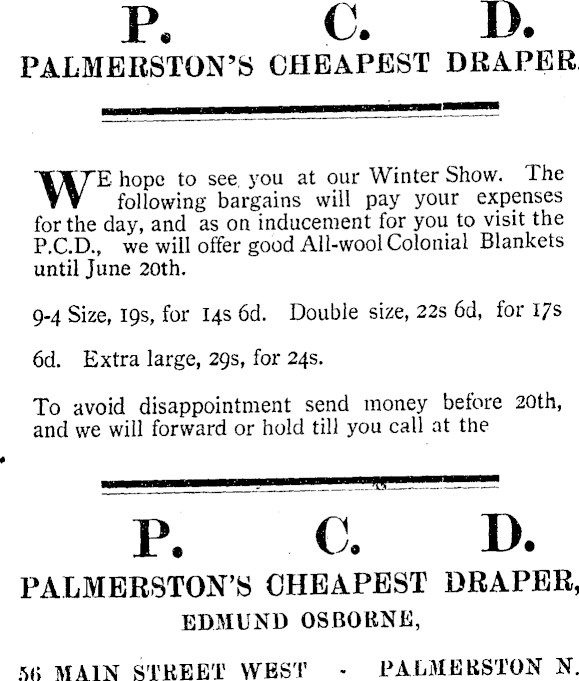 P. C. D.
PALMERSTON'S CHEAPEST DRAPER.
WE hope to see you at our Winter Show. The
following bargains will pay your expenses
for the day, and as on inducement for you to visit the
P.C.D., we will offer good All-wool Colonial Blankets
until June 20th.
9-4 Size, 19s, for 14s 6d. Double size, 22s 6d, for 17s
6d. Extra large, 29s, for 24s.
To avoid disappointment send money before 20th,
and we will forward or hold till you call at the
P. C. D.
PALMERSTON'S CHEAPEST DRAPER,
EDMUND OSBORNE,
56 MAIN STREET WEST - PALMERSTON N.